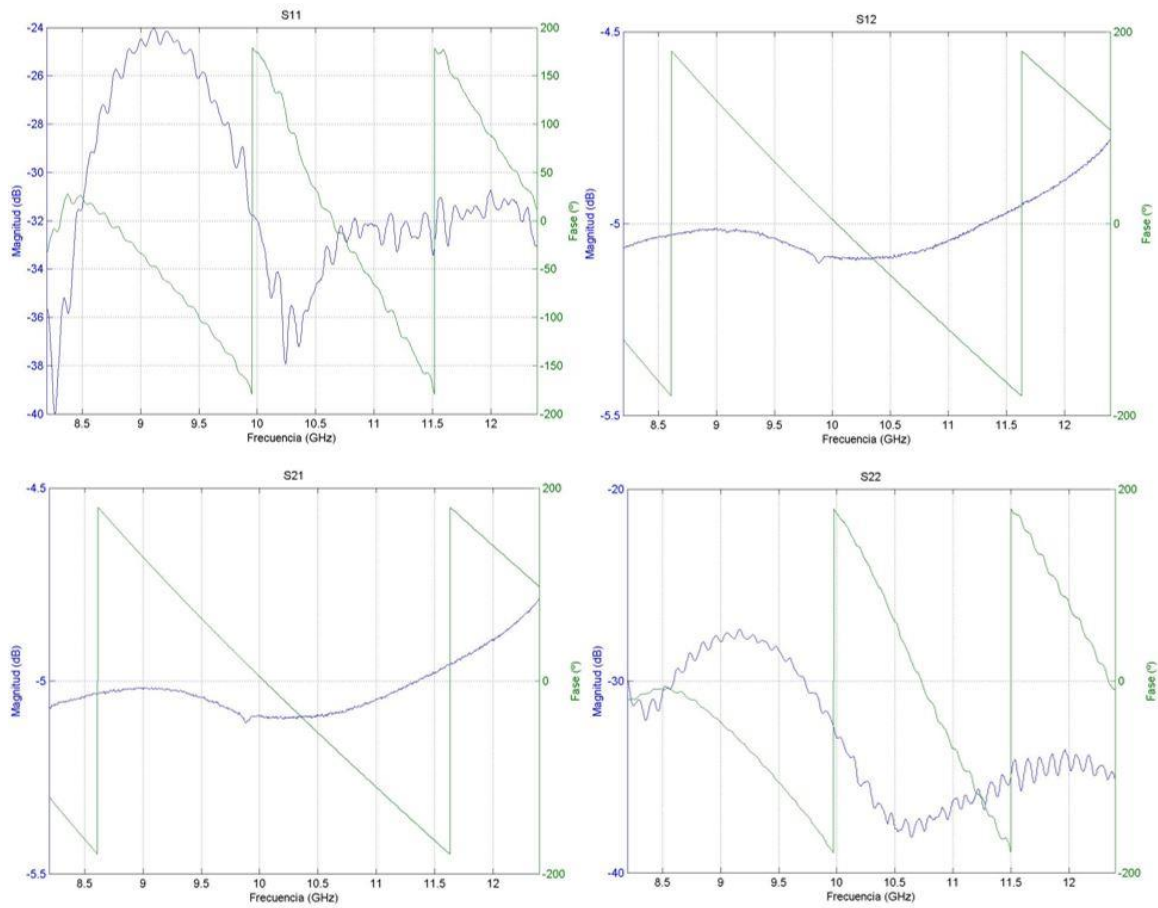 S11
-24
-26
-28
-30
-32
-34
-36
-38
-40
Magnitud (dB)
200
150
100
50
0
-50
-100
-150
-200
Fase (º)
8.5 9 9.5 10 10.5 11 11.5 12
Frecuencia (GHz)
S12
-4.5
-5
-5.5
Magnitud (dB)
200
0
-200
Fase (º)
8.5 9 9.5 10 10.5 11 11.5 12
Frecuencia (GHz)
S21
-4.5
-5
-5.5
Magnitud (dB)
200
0
-200
Fase (º)
8.5 9 9.5 10 10.5 11 11.5 12
Frecuencia (GHz)
S22
-20
-30
-40
Magnitud (dB)
200
0
-200
Fase (º)
8.5 9 9.5 10 10.5 11 11.5 12
Frecuencia (GHz)